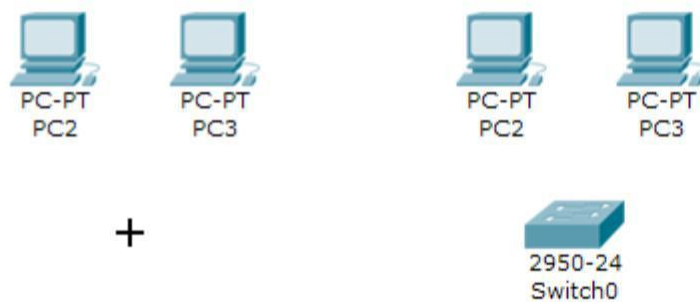 PC-PT PC-PT PC-PT PC-PT
PC2 PC3 PC2 PC3
2950-24
Switch0